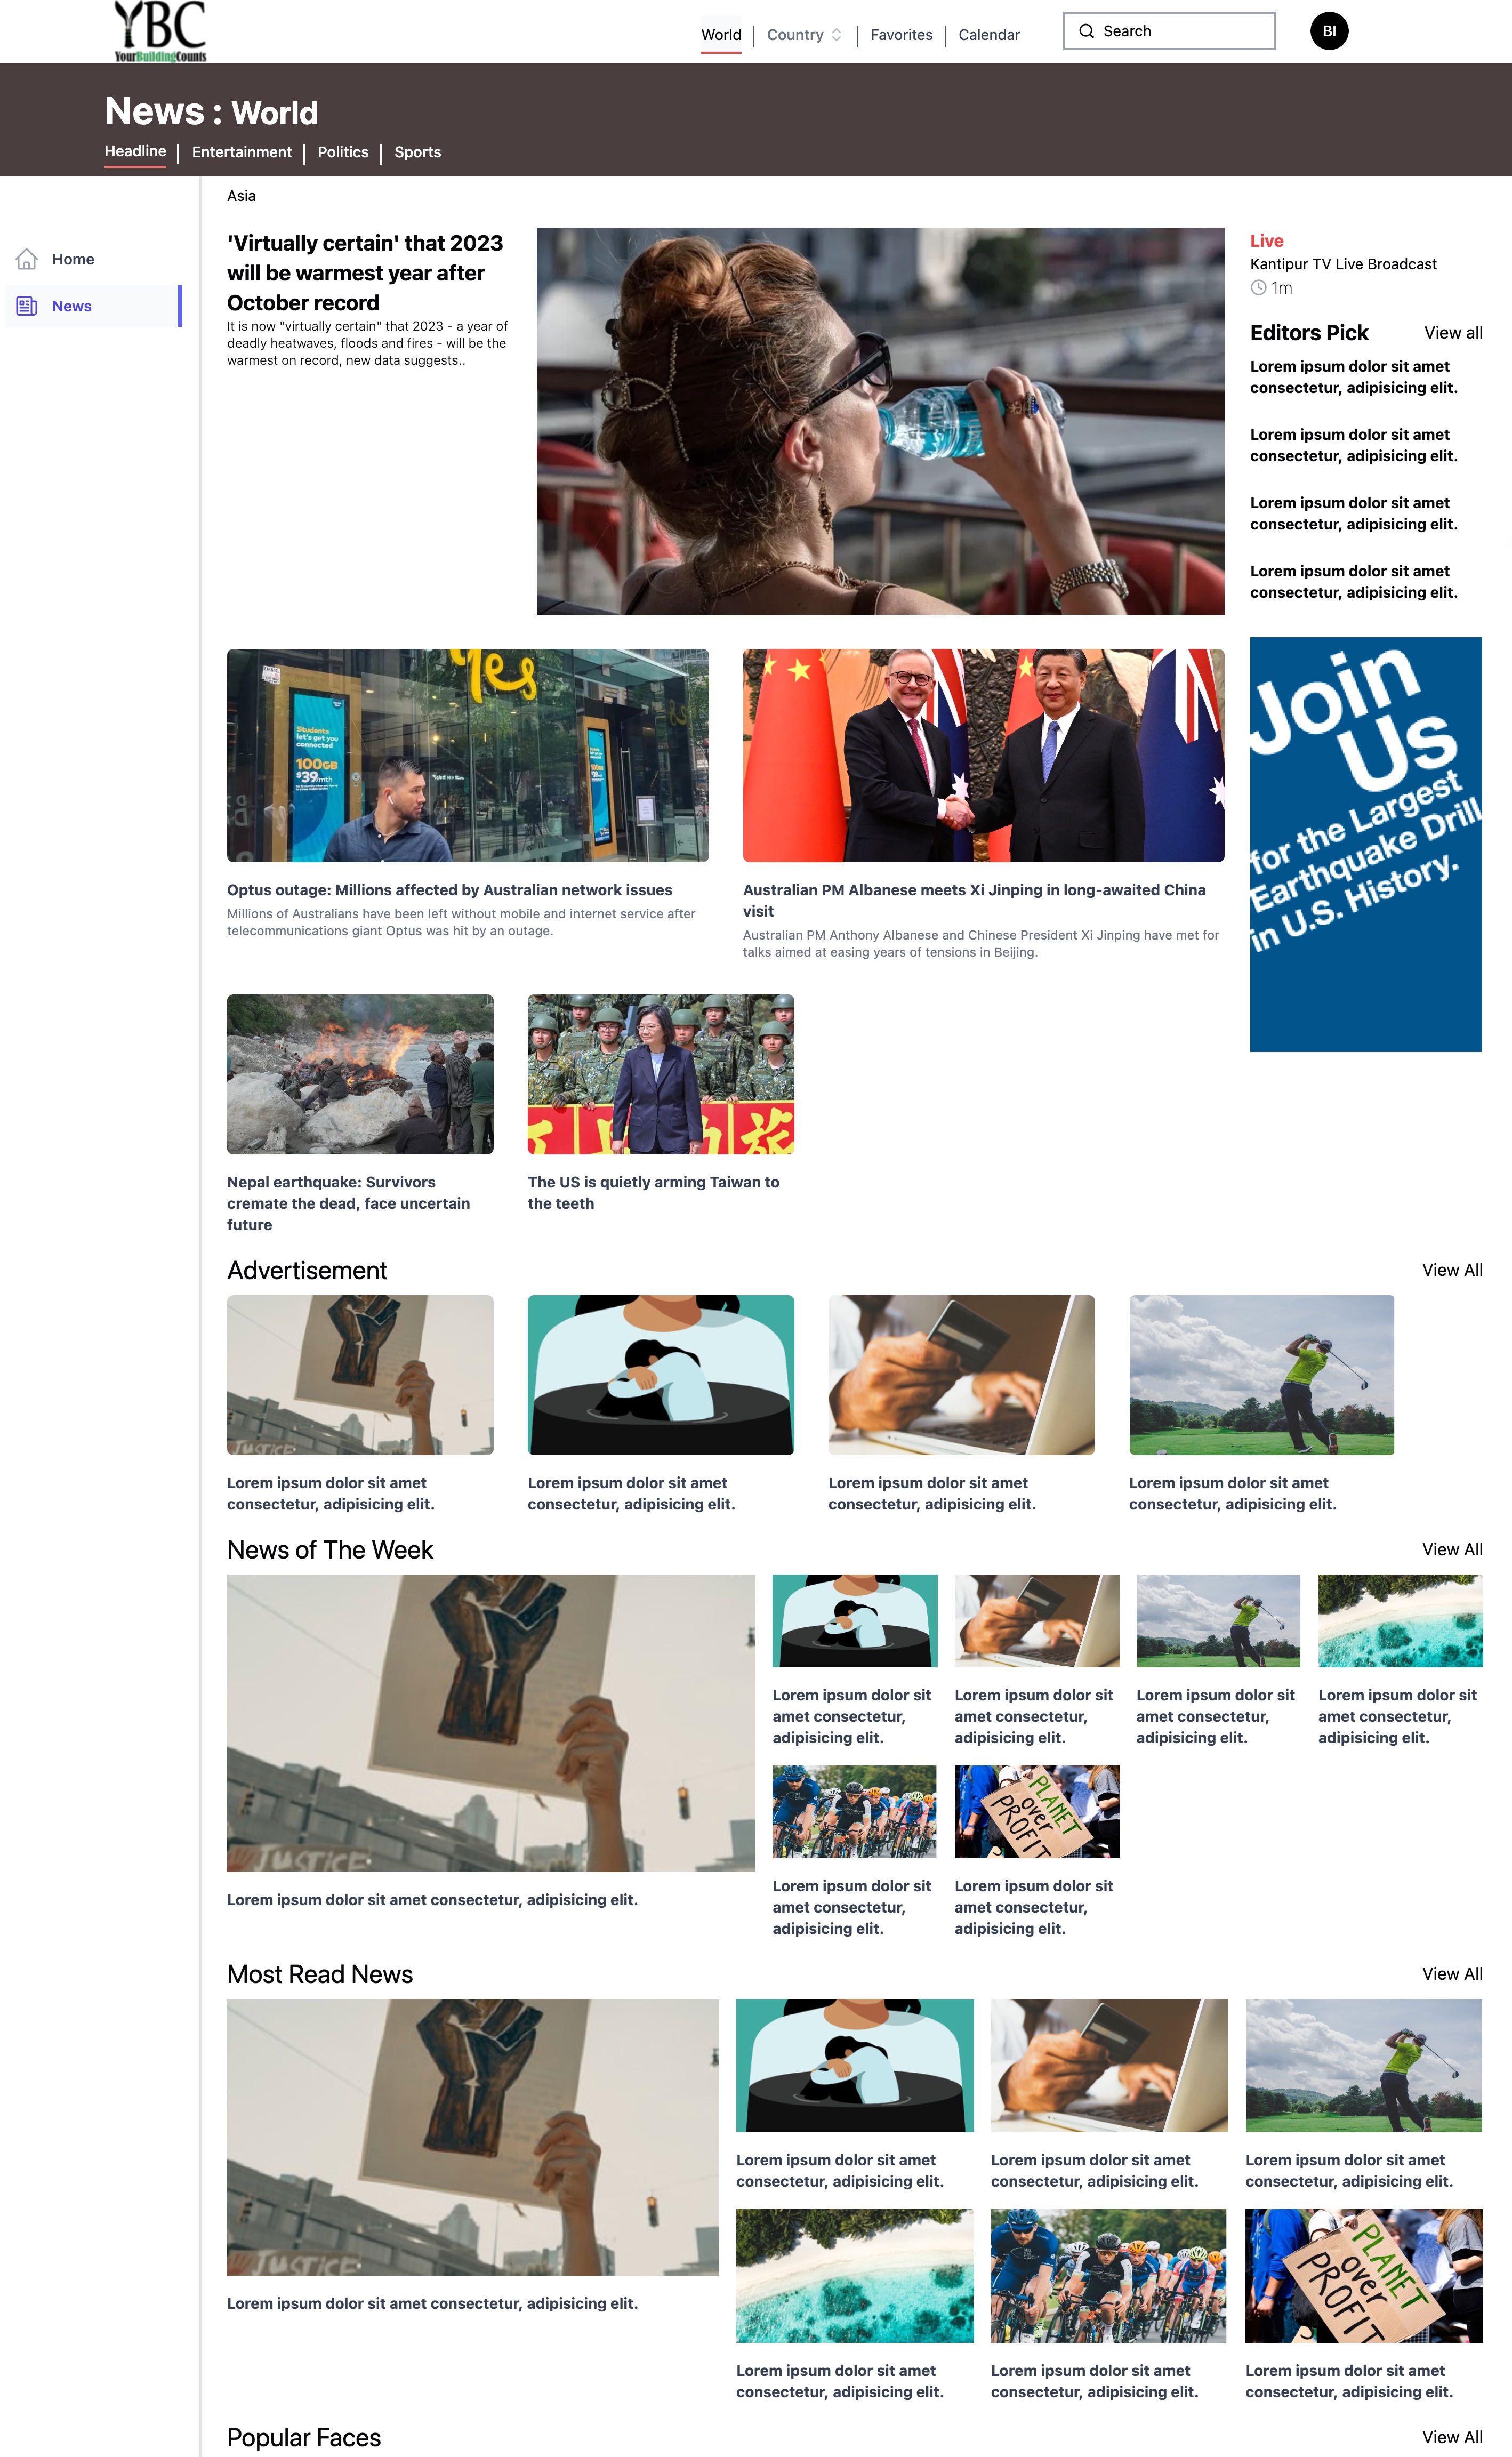 YBC
YourBuildingCounts
World
Country
Favorites
Calendar
Search
BI
News : World
Headline
Entertainment
Politics
Sports
Home
News
Asia
'Virtually certain' that 2023
will be warmest year after
October record
It is now "virtually certain" that 2023 - a year of
deadly heatwaves, floods and fires - will be the
warmest on record, new data suggests..
Live
Kantipur TV Live Broadcast
1m
Editors Pick
View all
Lorem ipsum dolor sit amet
consectetur, adipisicing elit.
Lorem ipsum dolor sit amet
consectetur, adipisicing elit.
Lorem ipsum dolor sit amet
consectetur, adipisicing elit.
Lorem ipsum dolor sit amet
consectetur, adipisicing elit.
yes
Students
let's get you
connected
100GB
$39/mth
Optus outage: Millions affected by Australian network issues
Millions of Australians have been left without mobile and internet service after
telecommunications giant Optus was hit by an outage.
Australian PM Albanese meets Xi Jinping in long-awaited China
visit
Australian PM Anthony Albanese and Chinese President Xi Jinping have met for
talks aimed at easing years of tensions in Beijing.
Join
Us
for the Largest
Earthquake Drill
in U.S. History.
Nepal earthquake: Survivors
cremate the dead, face uncertain
future
The US is quietly arming Taiwan to
the teeth
Advertisement
View All
JUSTICE
Lorem ipsum dolor sit amet
consectetur, adipisicing elit.
Lorem ipsum dolor sit amet
consectetur, adipisicing elit.
Lorem ipsum dolor sit amet
consectetur, adipisicing elit.
Lorem ipsum dolor sit amet
consectetur, adipisicing elit.
News of The Week
View All
JUSTICE
Lorem ipsum dolor sit amet consectetur, adipisicing elit.
Lorem ipsum dolor sit
amet consectetur,
adipisicing elit.
Lorem ipsum dolor sit
amet consectetur,
adipisicing elit.
Lorem ipsum dolor sit
amet consectetur,
adipisicing elit.
Lorem ipsum dolor sit
amet consectetur,
adipisicing elit.
PLANET
over
PROFIT
Lorem ipsum dolor sit
amet consectetur,
adipisicing elit.
Lorem ipsum dolor sit
amet consectetur,
adipisicing elit.
Most Read News
View All
JUSTICE
Lorem ipsum dolor sit amet consectetur, adipisicing elit.
Lorem ipsum dolor sit amet
consectetur, adipisicing elit.
Lorem ipsum dolor sit amet
consectetur, adipisicing elit.
Lorem ipsum dolor sit amet
consectetur, adipisicing elit.
PLANET
over
PROFIT
Lorem ipsum dolor sit amet
consectetur, adipisicing elit.
Lorem ipsum dolor sit amet
consectetur, adipisicing elit.
Lorem ipsum dolor sit amet
consectetur, adipisicing elit.
Popular Faces
View All